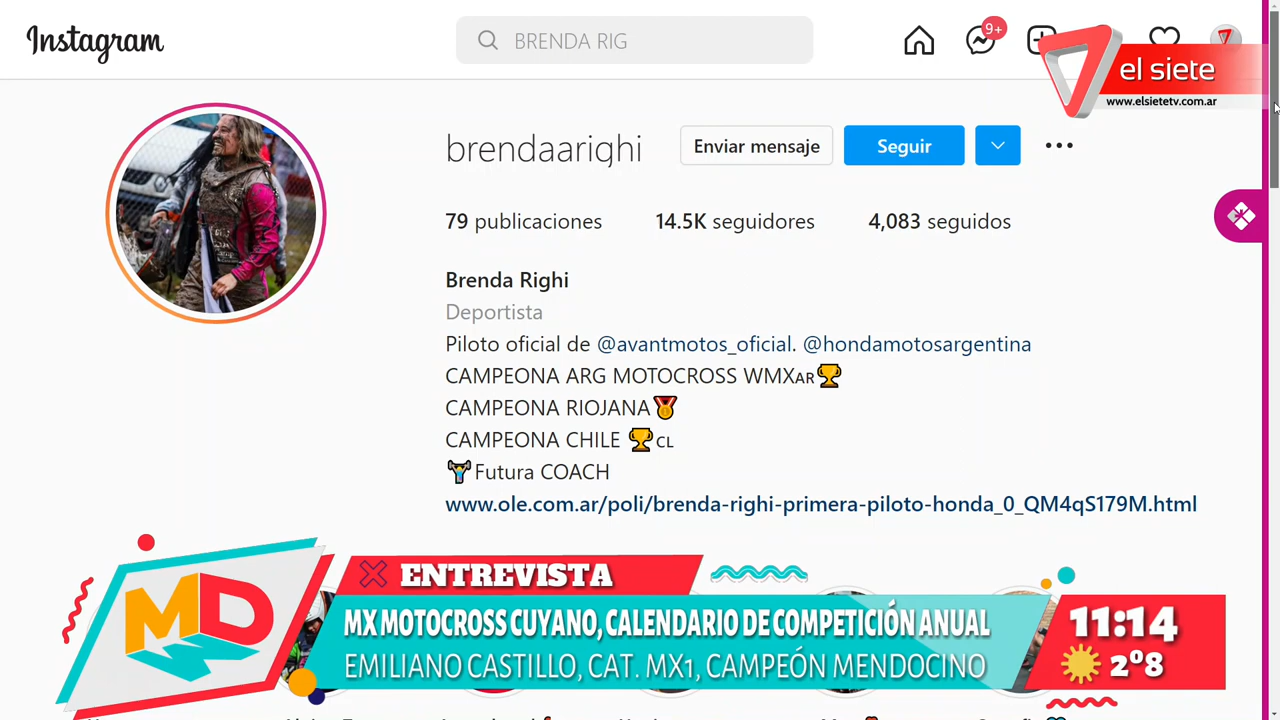 Instagram
BRENDA RIG
9+
el siete
www.elsietetv.com.ar
brendaarighi
Enviar mensaje
Seguir
79 publicaciones
14.5K seguidores
4,083 seguidos
Brenda Righi
Deportista
Piloto oficial de @avantmotos_oficial. @hondamotosargentina
CAMPEONA ARG MOTOCROSS WMXAR🏆
CAMPEONA RIOJANA🏅
CAMPEONA CHILE 🏆CL
🏋Futura COACH
www.ole.com.ar/poli/brenda-righi-primera-piloto-honda_0_QM4qS179M.html
MD
ENTREVISTA
MX MOTOCROSS CUYANO, CALENDARIO DE COMPETICIÓN ANUAL
EMILIANO CASTILLO, CAT. MX1, CAMPEÓN MENDOCINO
11:14
2º8